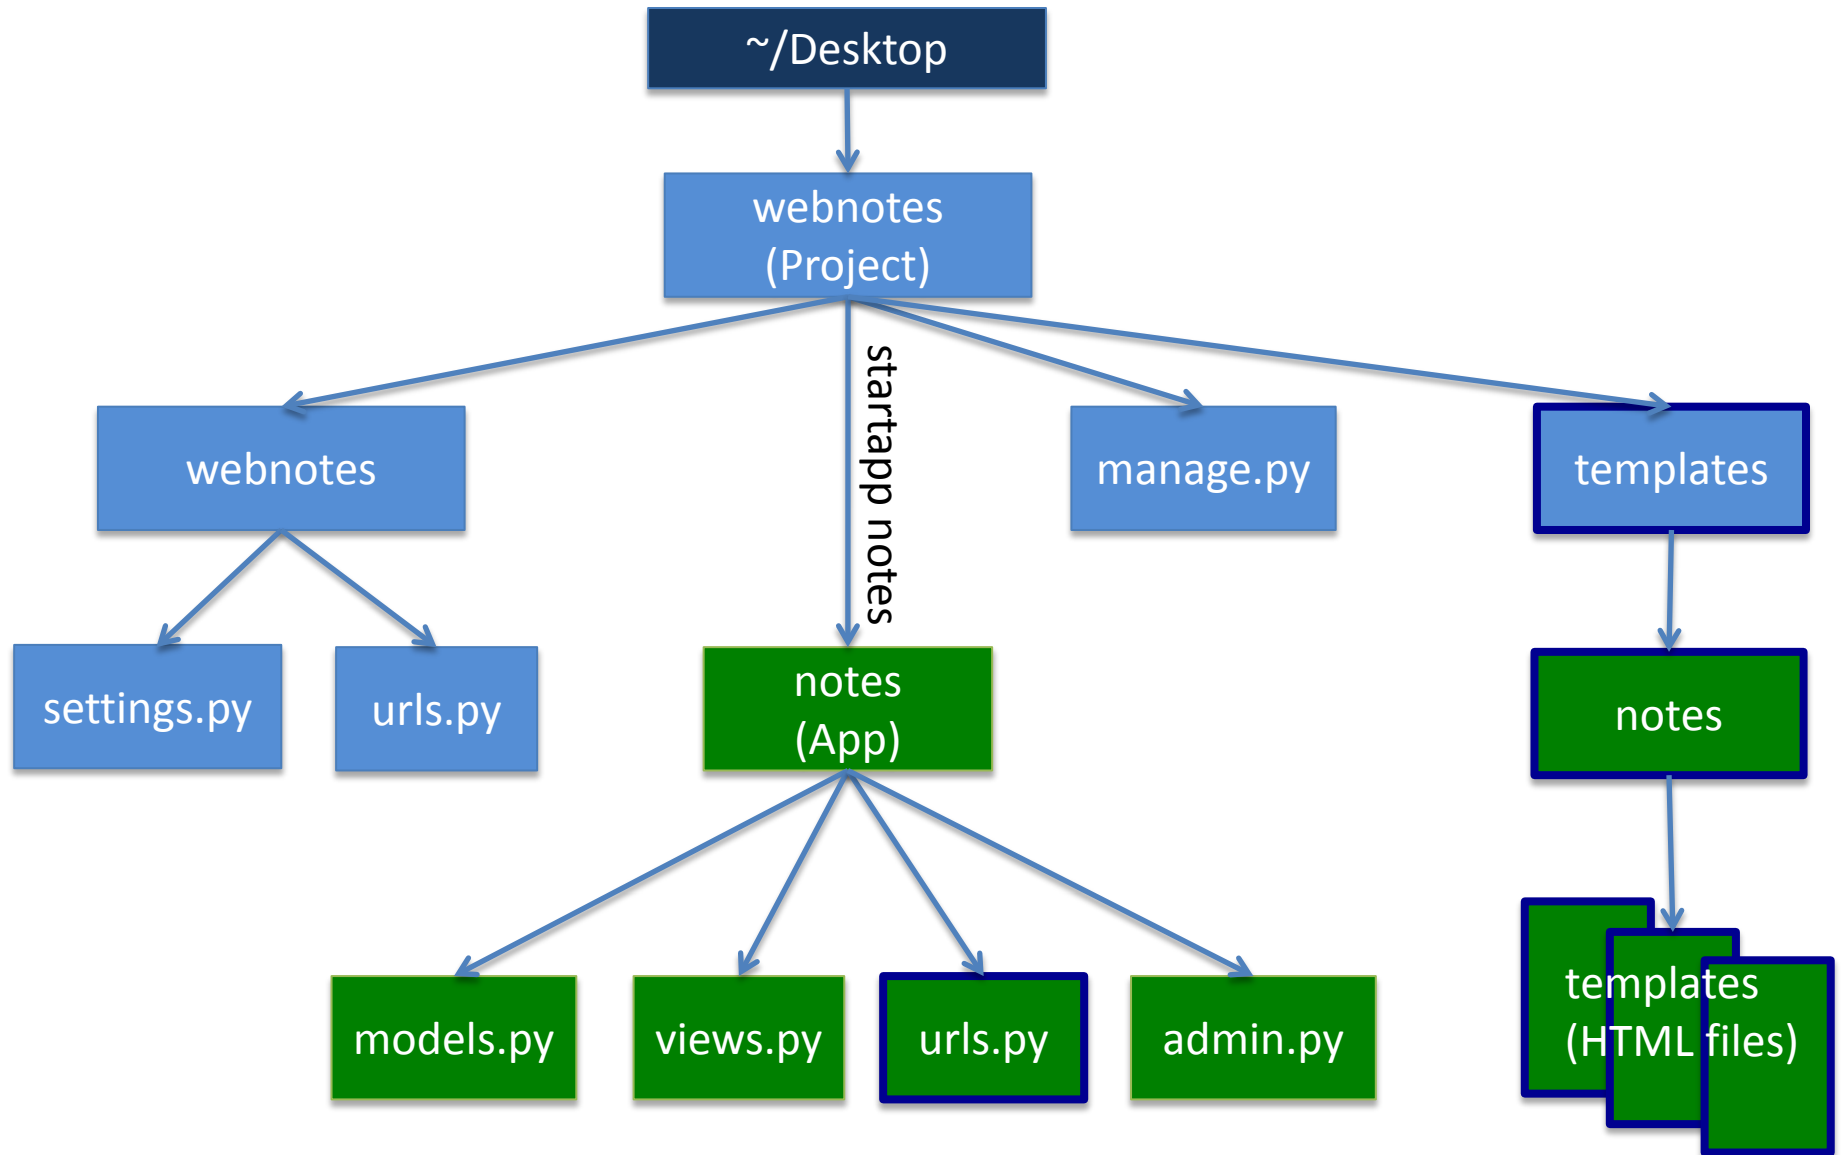 ~/Desktop
webnotes
(Project)
startapp notes
webnotes
manage.py
templates
settings.py
urls.py
notes
(App)
notes
models.py
views.py
urls.py
admin.py
templates
(HTML files)